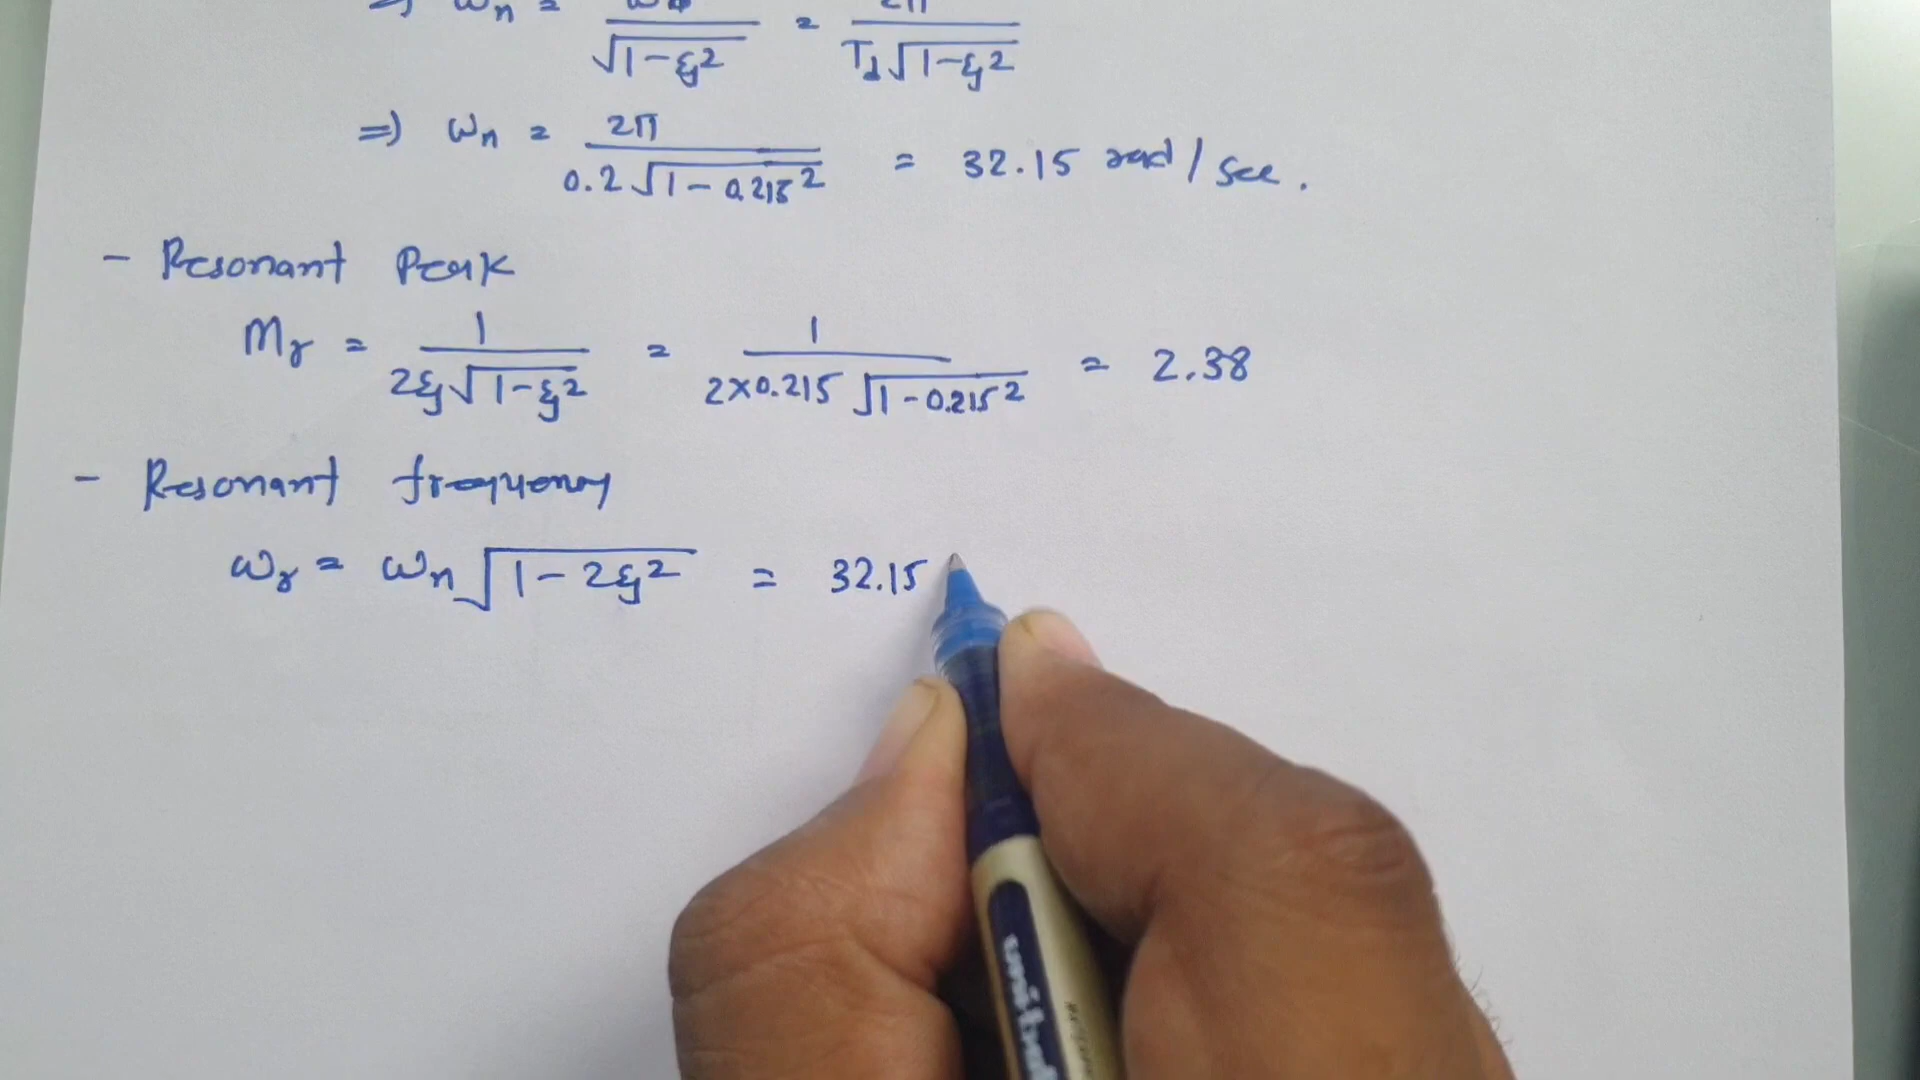 => ωn = ωd / √(1-ξ²) = 2π / Td√(1-ξ²)
=> ωn = 2π / 0.2√(1-0.215²) = 32.15 rad/sec.
- Resonant Peak
Mr = 1 / 2ξ√(1-ξ²) = 1 / 2×0.215 √(1-0.215²) = 2.38
- Resonant frequency
ωr = ωn√(1-2ξ²) = 32.15
uniball